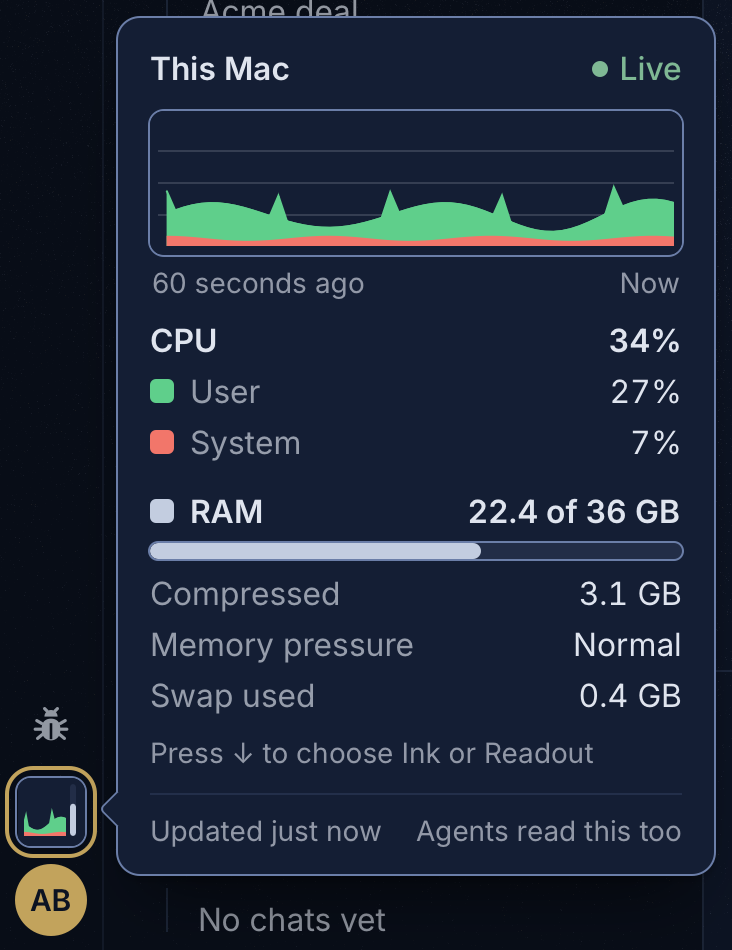 Acme deal
This Mac
Live
60 seconds ago Now
CPU 34%
User 27%
System 7%
RAM 22.4 of 36 GB
Compressed 3.1 GB
Memory pressure Normal
Swap used 0.4 GB
Press ↓ to choose Ink or Readout
Updated just now Agents read this too
AB
No chats yet